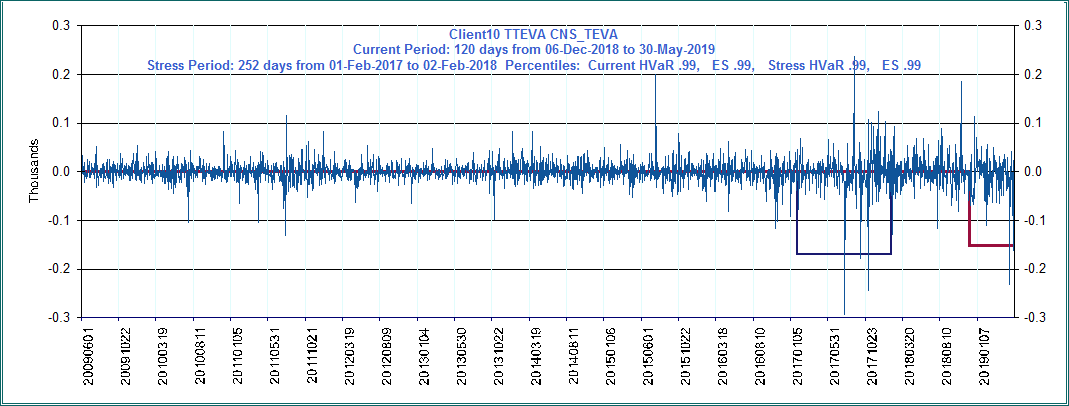 Client10 TTEVA CNS_TEVA
Current Period: 120 days from 06-Dec-2018 to 30-May-2019
Stress Period: 252 days from 01-Feb-2017 to 02-Feb-2018 Percentiles: Current HVaR .99, ES .99, Stress HVaR .99, ES .99
0.3 0.3
0.2 0.2
0.1 0.1
Thousands
0.0 0.0
-0.1 -0.1
-0.2 -0.2
-0.3 -0.3
20090601 20091022 20100319 20100811 20110105 20110531 20111021 20120319 20120809 20130104 20130530 20131022 20140319 20140811 20150106 20150601 20151022 20160318 20160810 20170105 20170531 20171023 20180320 20180810 20190107